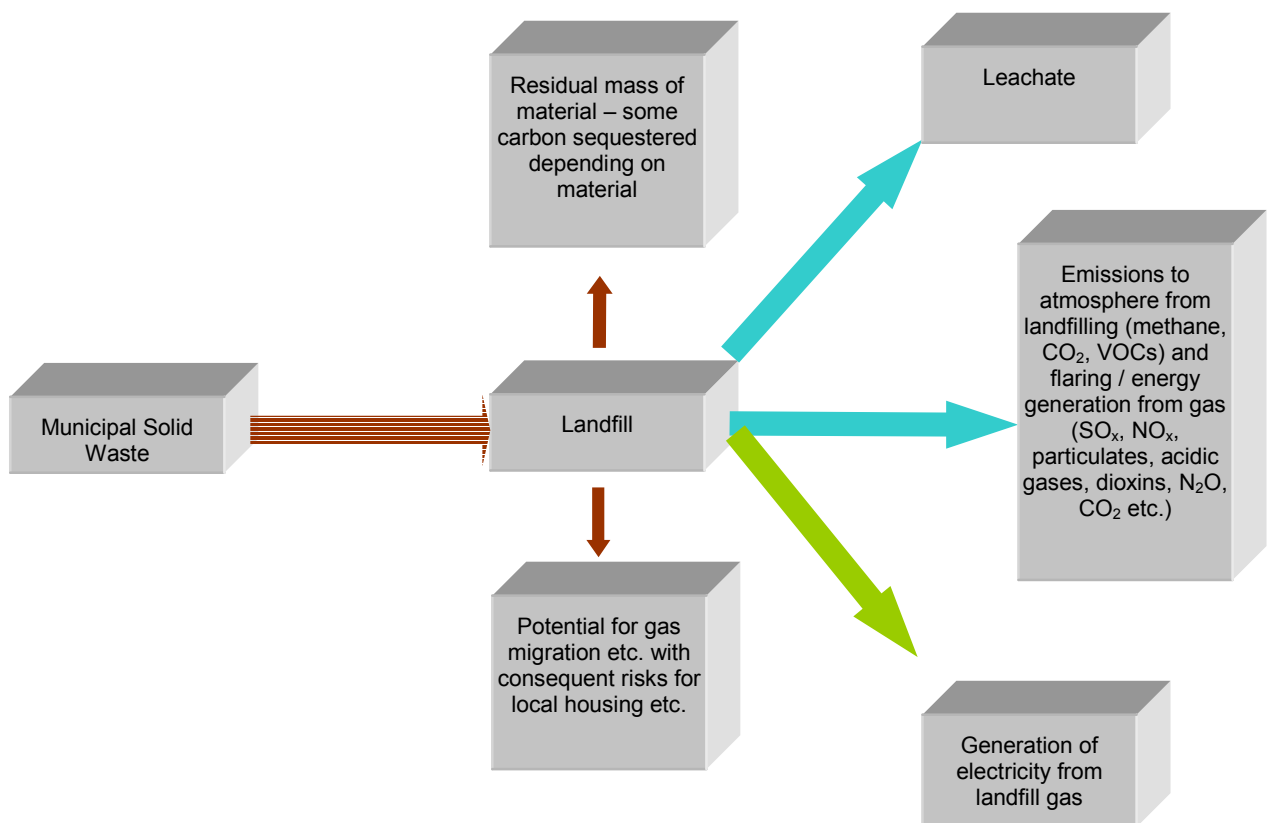 Residual mass of
material – some
carbon sequestered
depending on
material
Leachate
Emissions to
atmosphere from
landfilling (methane,
CO₂, VOCs) and
flaring / energy
generation from gas
(SOₓ, NOₓ,
particulates, acidic
gases, dioxins, N₂O,
CO₂ etc.)
Municipal Solid
Waste
Landfill
Potential for gas
migration etc. with
consequent risks for
local housing etc.
Generation of
electricity from
landfill gas